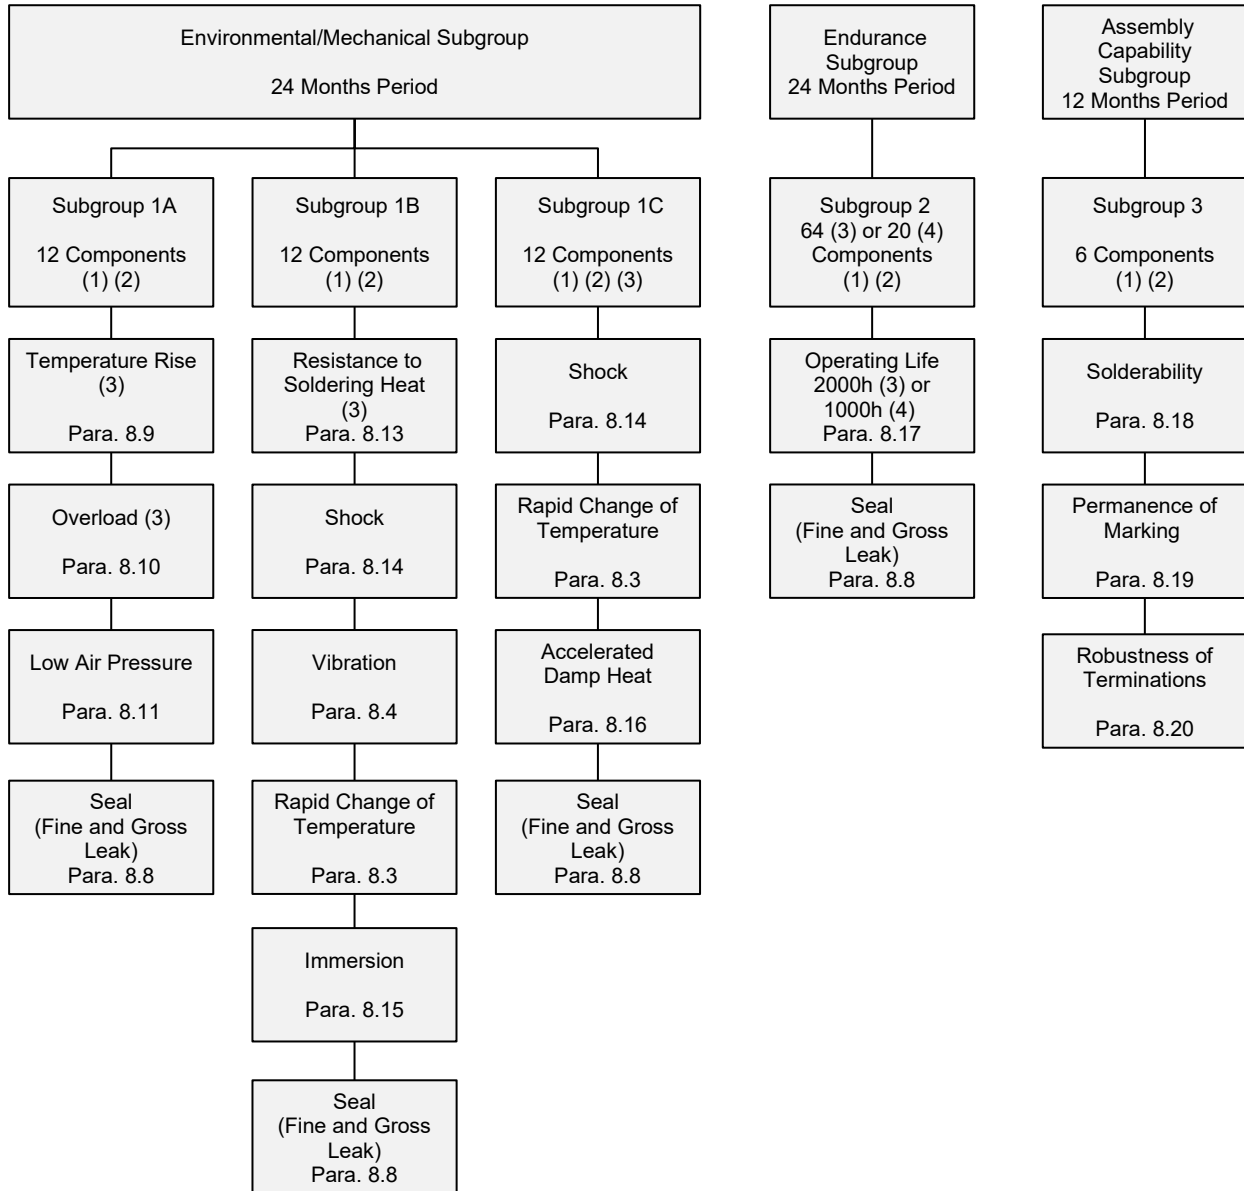 Environmental/Mechanical Subgroup
24 Months Period
Endurance
Subgroup
24 Months Period
Assembly
Capability
Subgroup
12 Months Period
Subgroup 1A
12 Components
(1) (2)
Temperature Rise
(3)
Para. 8.9
Overload (3)
Para. 8.10
Low Air Pressure
Para. 8.11
Seal
(Fine and Gross
Leak)
Para. 8.8
Subgroup 1B
12 Components
(1) (2)
Resistance to
Soldering Heat
(3)
Para. 8.13
Shock
Para. 8.14
Vibration
Para. 8.4
Rapid Change of
Temperature
Para. 8.3
Immersion
Para. 8.15
Seal
(Fine and Gross
Leak)
Para. 8.8
Subgroup 1C
12 Components
(1) (2) (3)
Shock
Para. 8.14
Rapid Change of
Temperature
Para. 8.3
Accelerated
Damp Heat
Para. 8.16
Seal
(Fine and Gross
Leak)
Para. 8.8
Subgroup 2
64 (3) or 20 (4)
Components
(1) (2)
Operating Life
2000h (3) or
1000h (4)
Para. 8.17
Seal
(Fine and Gross
Leak)
Para. 8.8
Subgroup 3
6 Components
(1) (2)
Solderability
Para. 8.18
Permanence of
Marking
Para. 8.19
Robustness of
Terminations
Para. 8.20